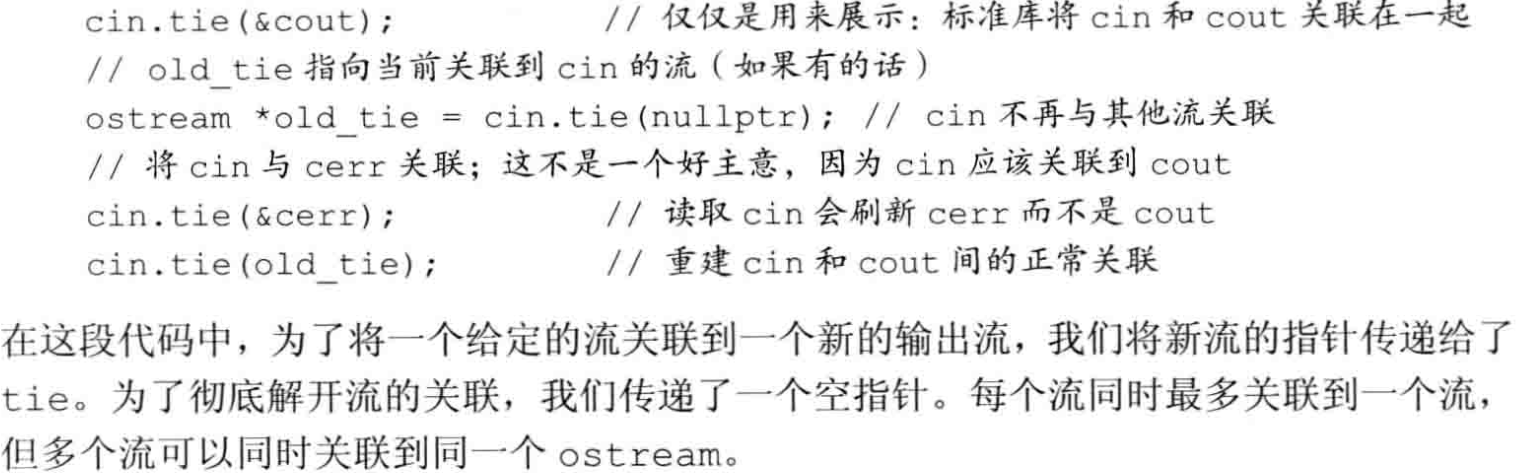 cin.tie(&cout); // 仅仅是用来展示：标准库将 cin 和 cout 关联在一起
// old_tie 指向当前关联到 cin 的流（如果有的话）
ostream *old_tie = cin.tie(nullptr); // cin 不再与其他流关联
// 将 cin 与 cerr 关联；这不是一个好主意，因为 cin 应该关联到 cout
cin.tie(&cerr); // 读取 cin 会刷新 cerr 而不是 cout
cin.tie(old_tie); // 重建 cin 和 cout 间的正常关联
在这段代码中，为了将一个给定的流关联到一个新的输出流，我们将新流的指针传递给了
tie。为了彻底解开流的关联，我们传递了一个空指针。每个流同时最多关联到一个流，
但多个流可以同时关联到同一个 ostream。